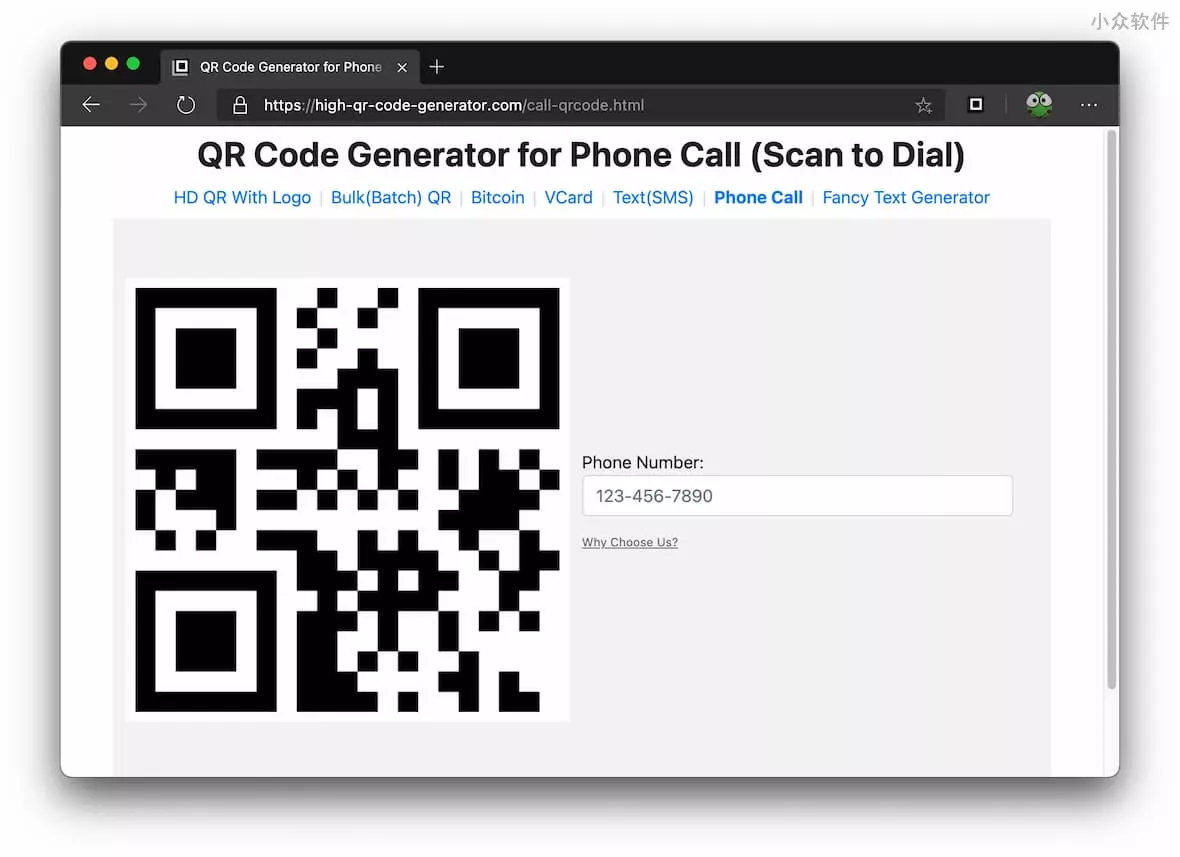 小众软件
QR Code Generator for Phone
https://high-qr-code-generator.com/call-qrcode.html
QR Code Generator for Phone Call (Scan to Dial)
HD QR With Logo | Bulk(Batch) QR | Bitcoin | VCard | Text(SMS) | Phone Call | Fancy Text Generator
Phone Number:
123-456-7890
Why Choose Us?